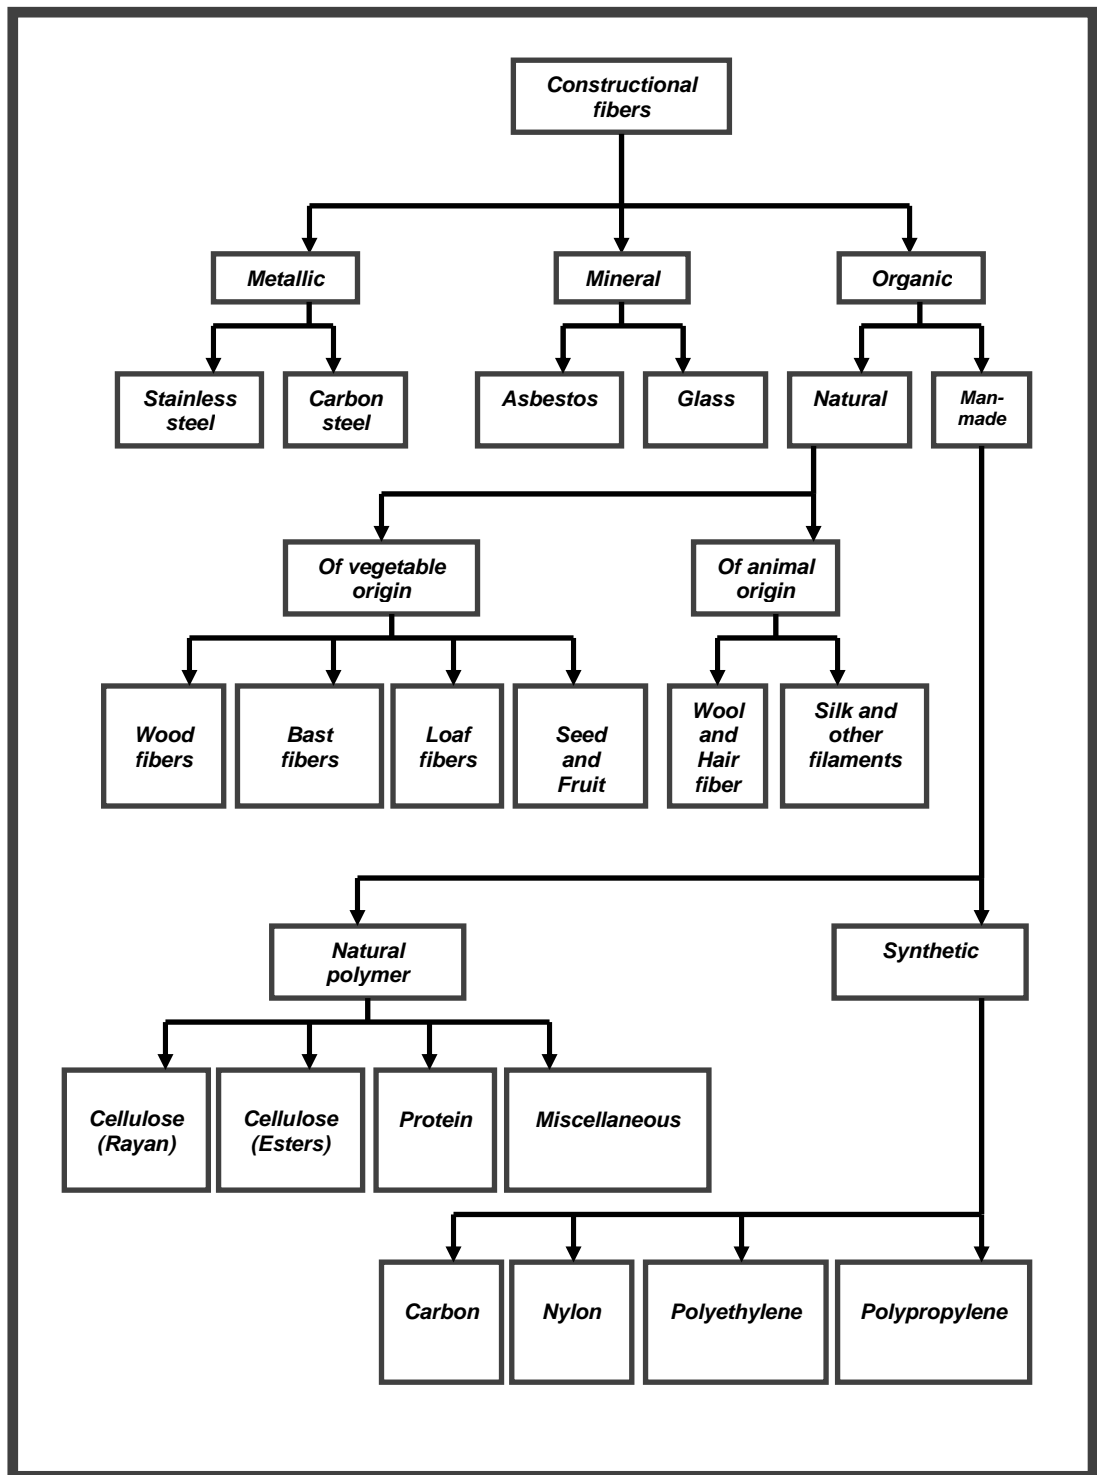 Constructional
fibers
Metallic
Mineral
Organic
Stainless
steel
Carbon
steel
Asbestos
Glass
Natural
Man-
made
Of vegetable
origin
Of animal
origin
Wood
fibers
Bast
fibers
Loaf
fibers
Seed
and
Fruit
Wool
and
Hair
fiber
Silk and
other
filaments
Natural
polymer
Synthetic
Cellulose
(Rayan)
Cellulose
(Esters)
Protein
Miscellaneous
Carbon
Nylon
Polyethylene
Polypropylene